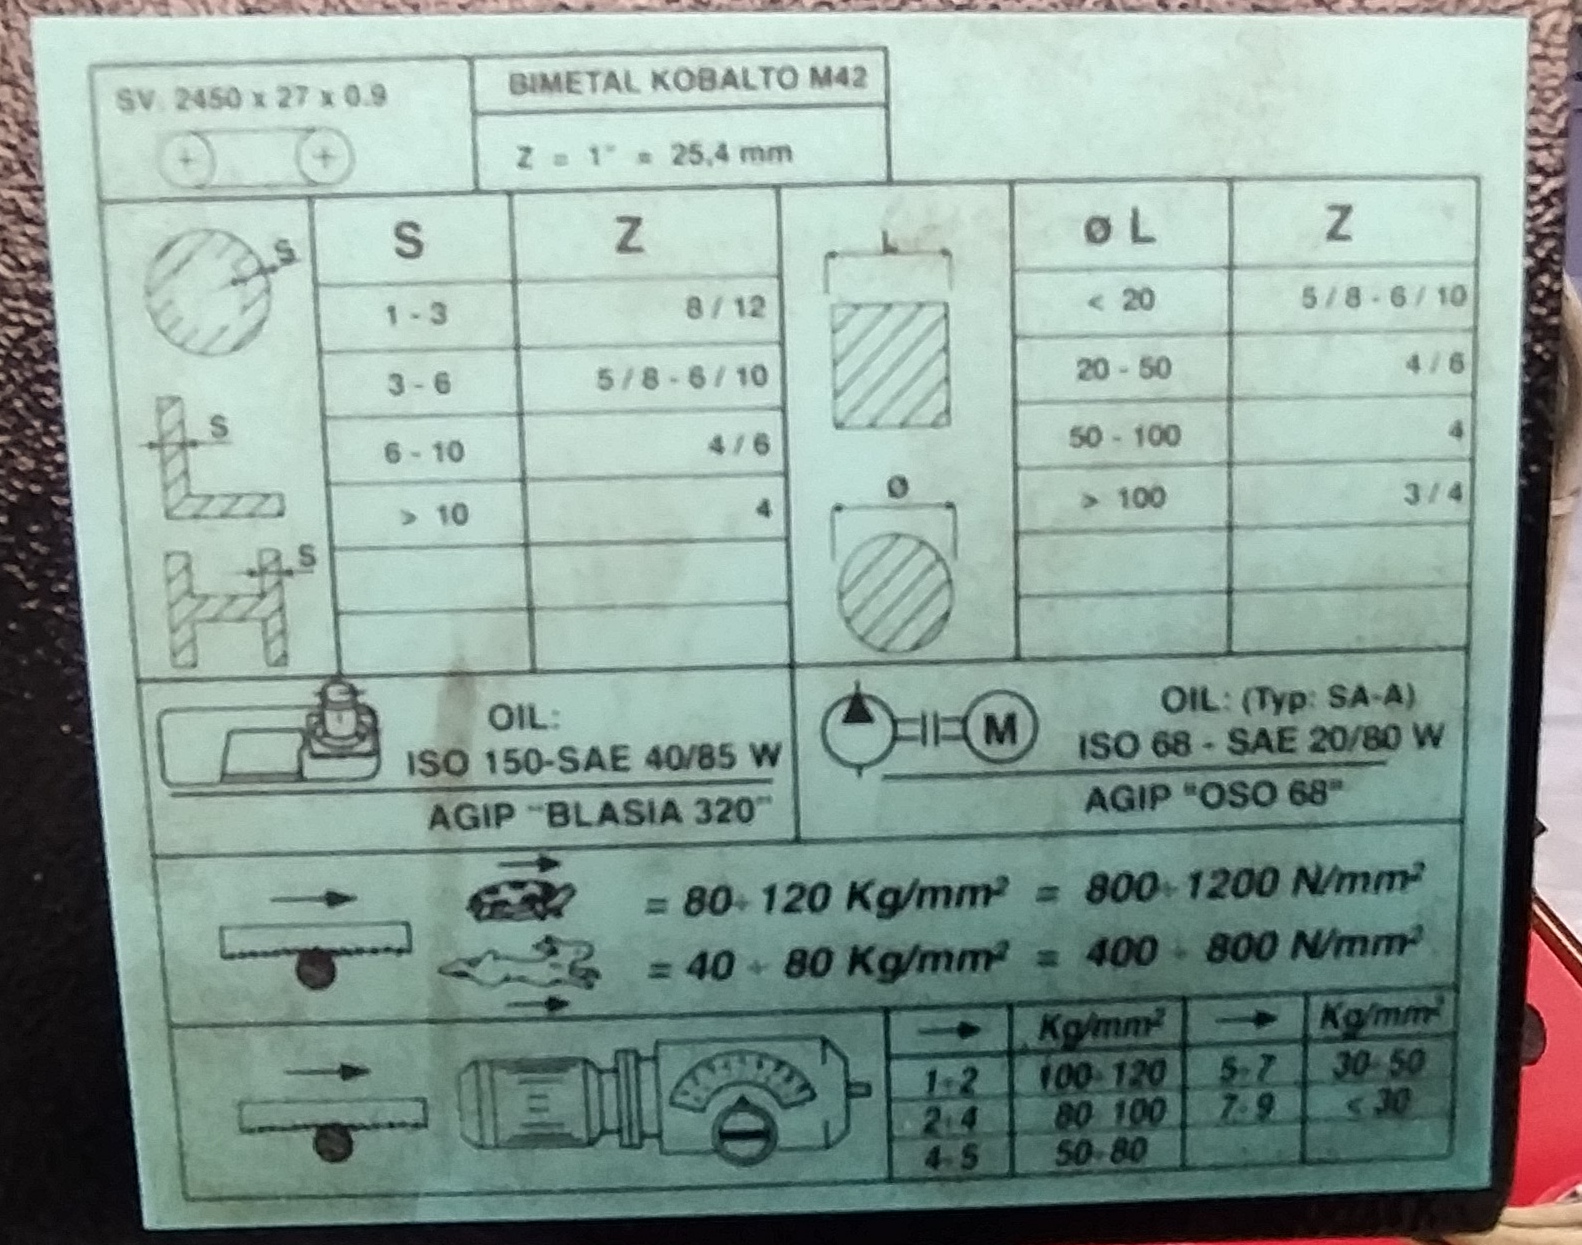 SV. 2450 x 27 x 0.9
BIMETAL KOBALTO M42
Z = 1" = 25,4 mm
S
S
S
S Z
1 - 3 8 / 12
3 - 6 5 / 8 - 6 / 10
6 - 10 4 / 6
> 10 4
L
Ø
ø L Z
< 20 5 / 8 - 6 / 10
20 - 50 4 / 6
50 - 100 4
> 100 3 / 4
OIL:
ISO 150-SAE 40/85 W
AGIP "BLASIA 320"
M
OIL: (Typ: SA-A)
ISO 68 - SAE 20/80 W
AGIP "OSO 68"
= 80÷120 Kg/mm² = 800÷1200 N/mm²
= 40 ÷ 80 Kg/mm² = 400 ÷ 800 N/mm²
→ Kg/mm² → Kg/mm²
1÷2 100÷120 5÷7 30÷50
2÷4 80÷100 7÷9 < 30
4÷5 50÷80